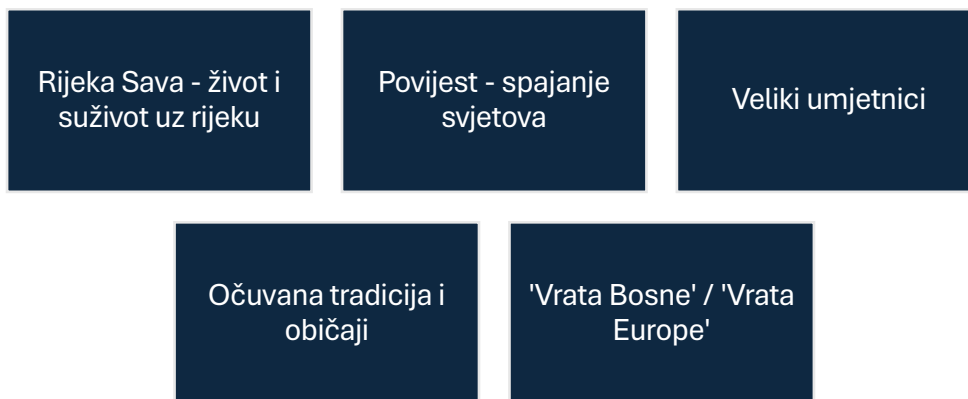 Rijeka Sava - život i
suživot uz rijeku
Povijest - spajanje
svjetova
Veliki umjetnici
Očuvana tradicija i
običaji
'Vrata Bosne' / 'Vrata
Europe'